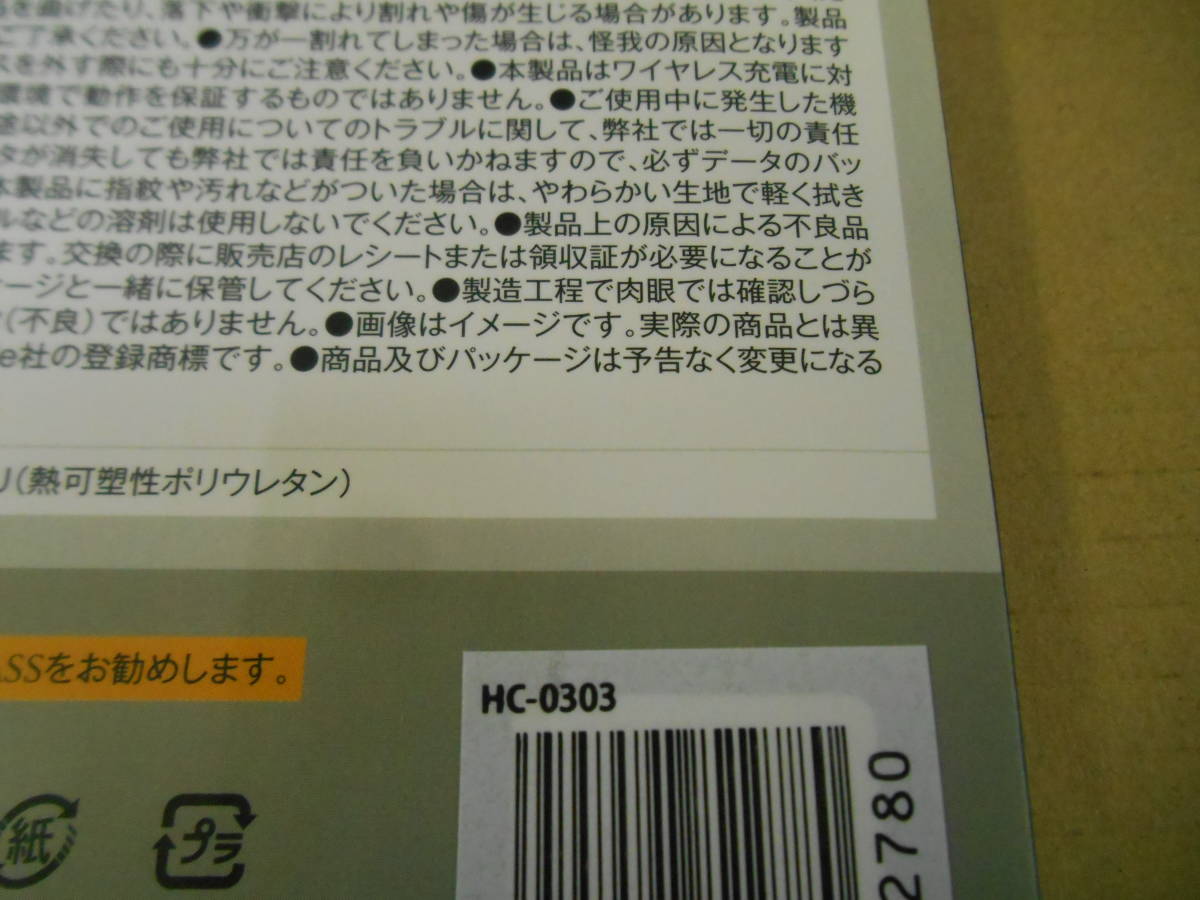 を曲げたり、落下や衝撃により割れや傷が生じる場合があります。製品
ご了承ください。●万が一割れてしまった場合は、怪我の原因となります
スを外す際にも十分にご注意ください。●本製品はワイヤレス充電に対
環境で動作を保証するものではありません。●ご使用中に発生した機
途以外でのご使用についてのトラブルに関して、弊社では一切の責任
タが消失しても弊社では責任を負いかねますので、必ずデータのバッ
本製品に指紋や汚れなどがついた場合は、やわらかい生地で軽く拭き
ルなどの溶剤は使用しないでください。●製品上の原因による不良品
ます。交換の際に販売店のレシートまたは領収証が必要になることが
ケージと一緒に保管してください。●製造工程で肉眼では確認しづら
(不良)ではありません。●画像はイメージです。実際の商品とは異
e社の登録商標です。●商品及びパッケージは予告なく変更になる
U(熱可塑性ポリウレタン)
ASSをお勧めします。
HC-0303
2780
紙
プラ